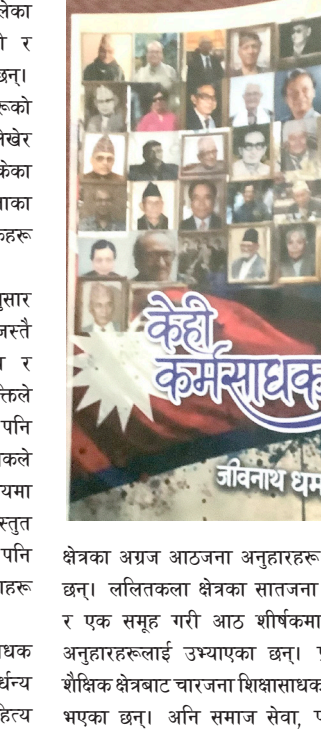 लेका
ी र
छन्।
रूको
लेखेर
केका
ाका
कहरू
नुसार
जस्तै
ा र
क्तिले
पनि
कले
यमा
स्तुत
पनि
ाहरू
ाधक
र्धन्य
हित्य
केही
कर्मसाधक
जीवनाथ धम
क्षेत्रका अग्रज आठजना अनुहारहरू
छन्। ललितकला क्षेत्रका सातजना
र एक समूह गरी आठ शीर्षकमा
अनुहारहरूलाई उभ्याएका छन्।
शैक्षिक क्षेत्रबाट चारजना शिक्षासाधक
भएका छन्। अनि समाज सेवा,